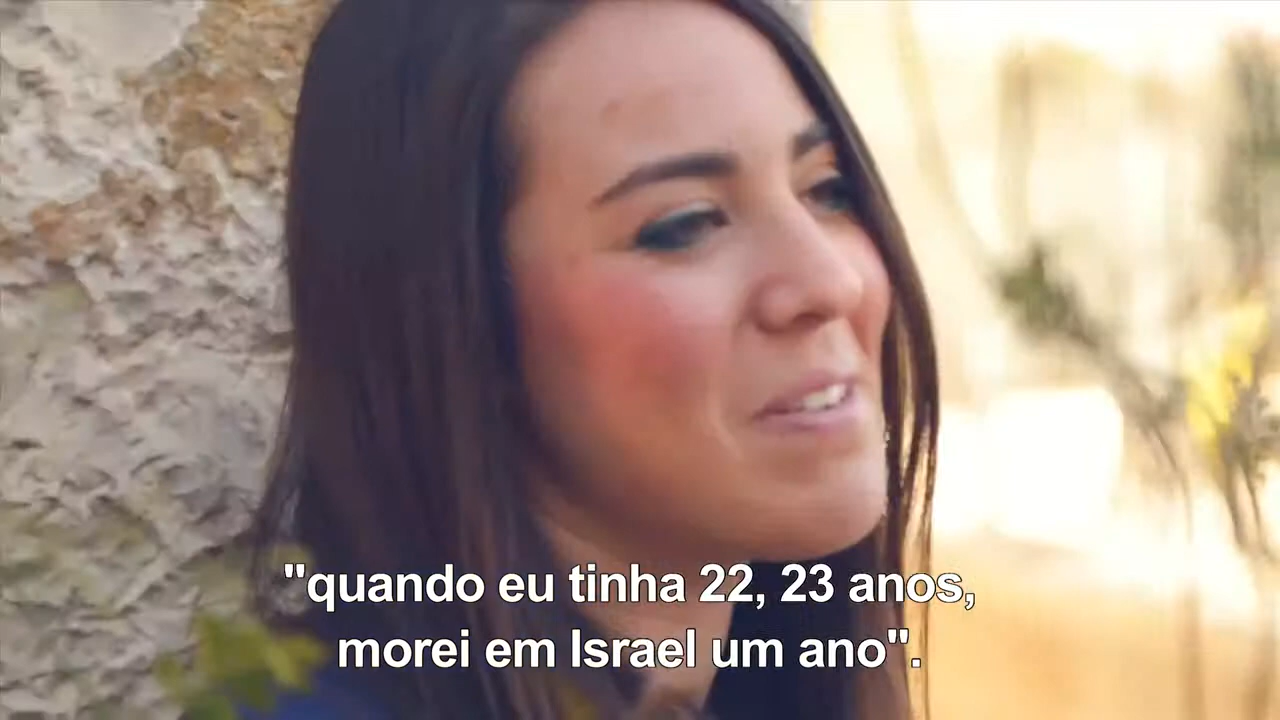 "quando eu tinha 22, 23 anos,
morei em Israel um ano".